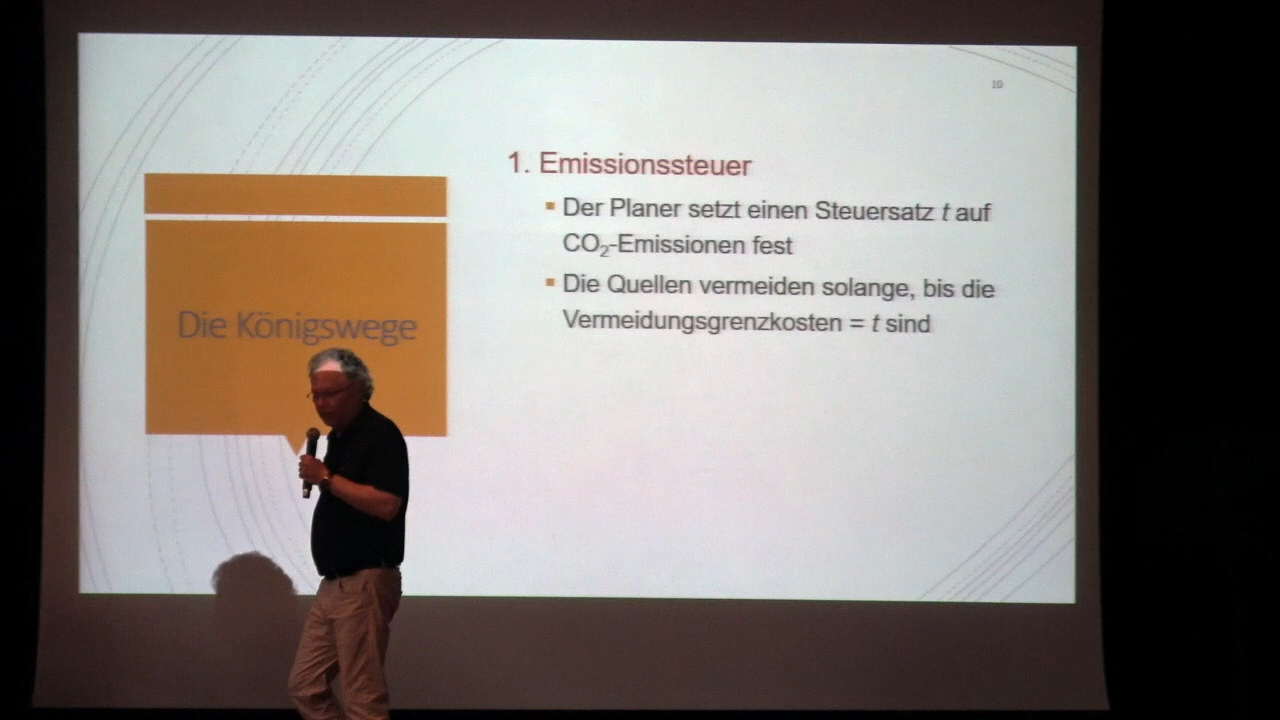 10
Die Königswege
1. Emissionssteuer
▪ Der Planer setzt einen Steuersatz t auf
CO₂-Emissionen fest
▪ Die Quellen vermeiden solange, bis die
Vermeidungsgrenzkosten = t sind